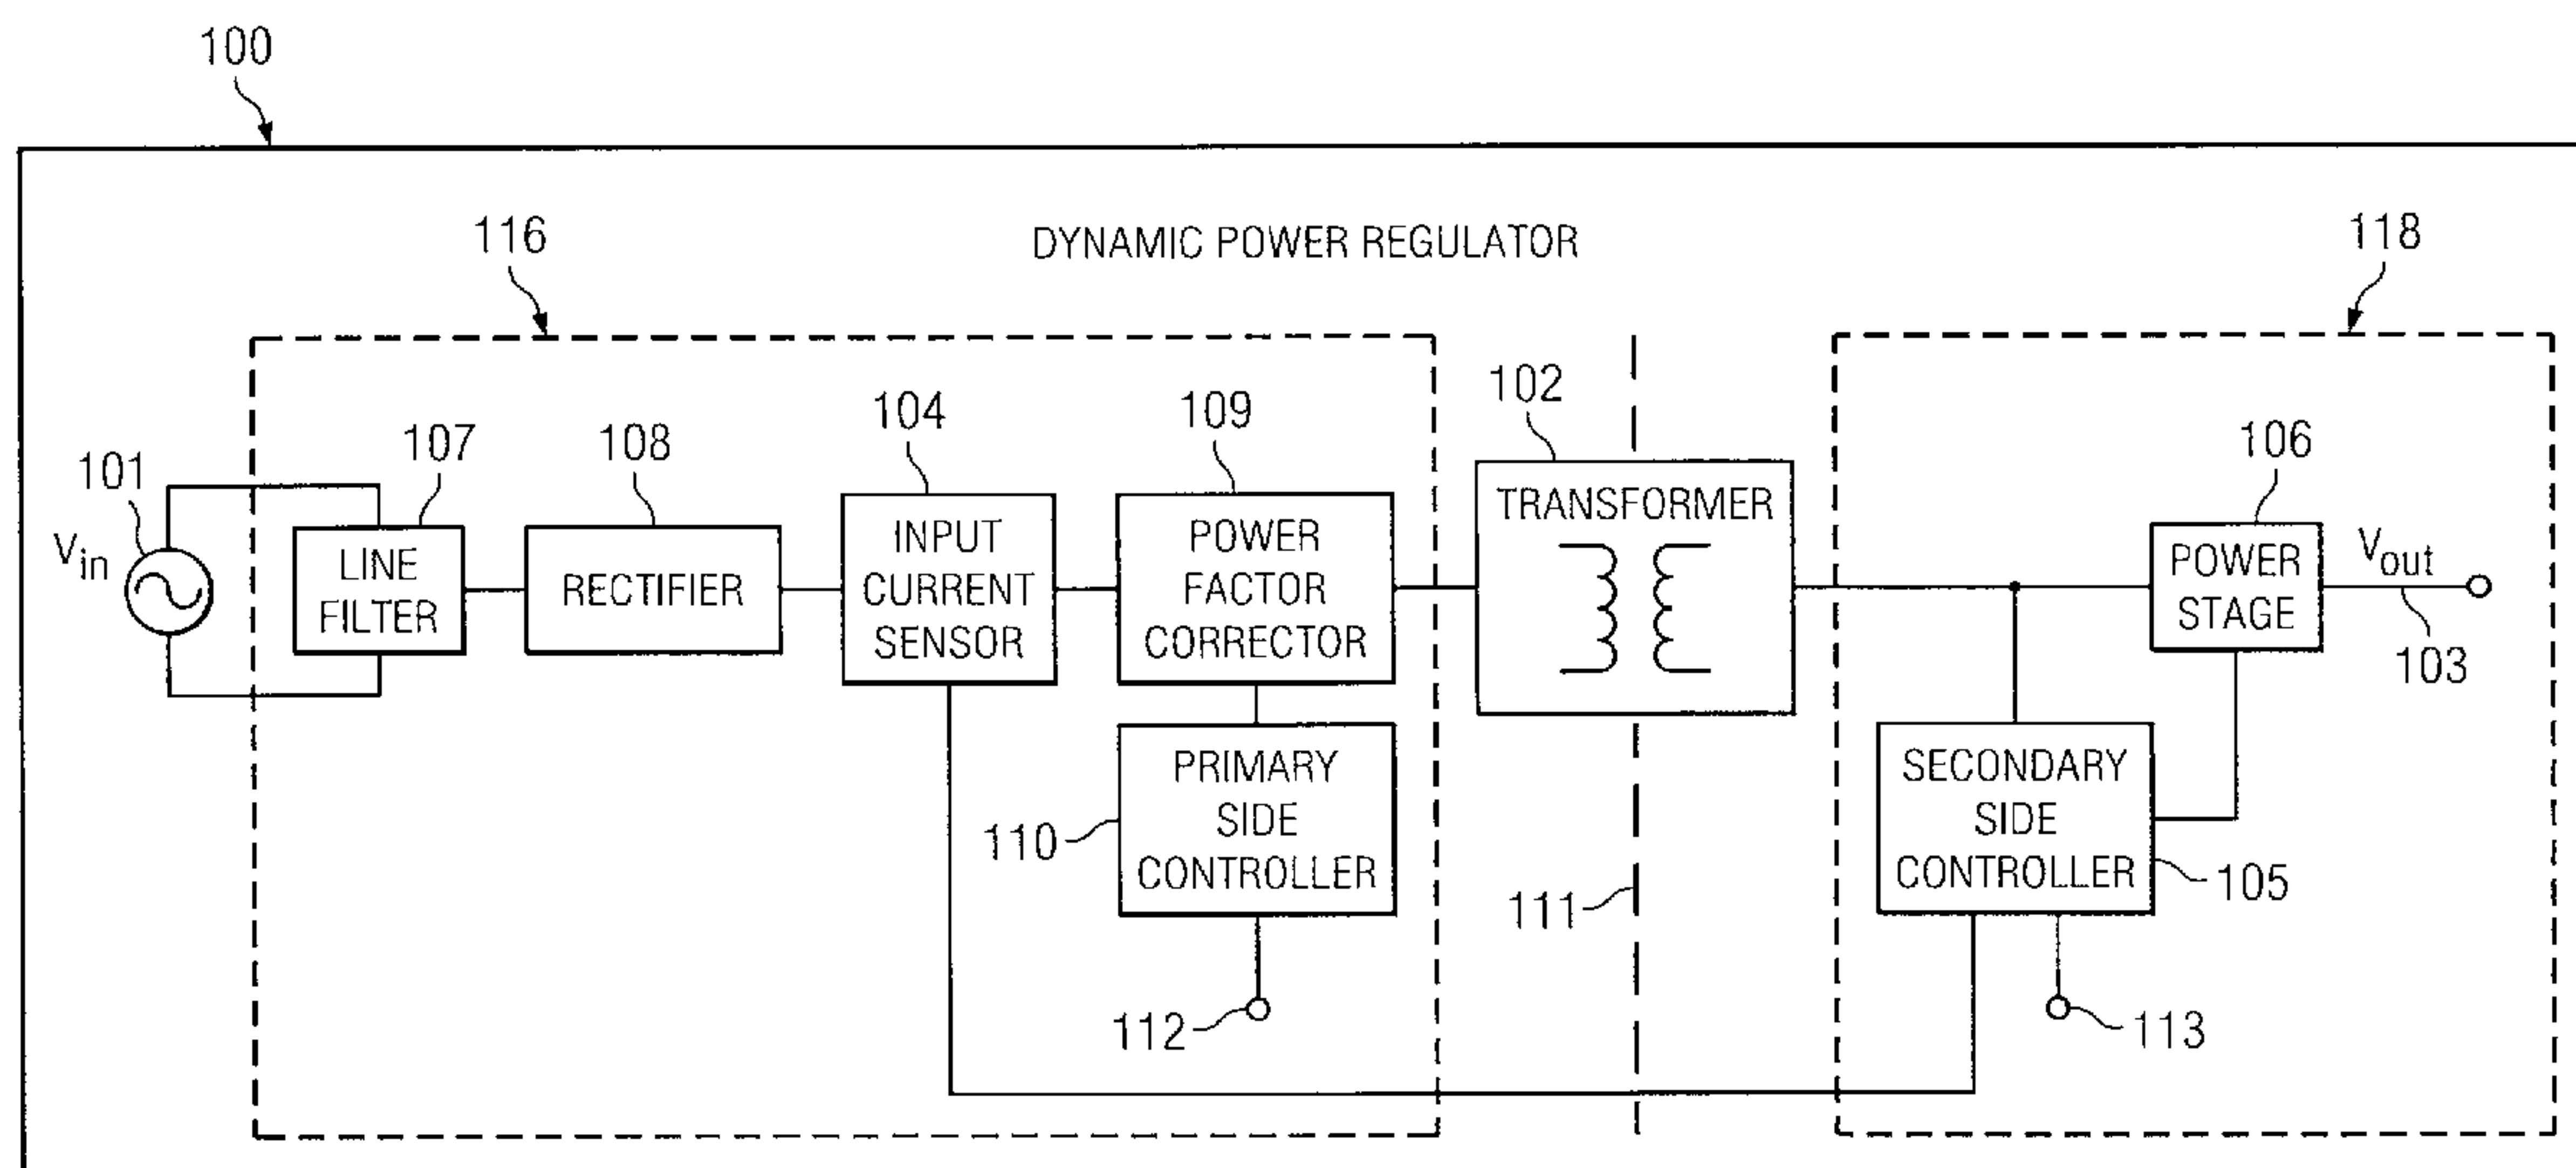 100
DYNAMIC POWER REGULATOR
116
118
102
104
109
107
108
106
101
Vin
LINE
FILTER
RECTIFIER
INPUT
CURRENT
SENSOR
POWER
FACTOR
CORRECTOR
TRANSFORMER
POWER
STAGE
Vout
103
PRIMARY
SIDE
CONTROLLER
110
SECONDARY
SIDE
CONTROLLER
105
111
112
113